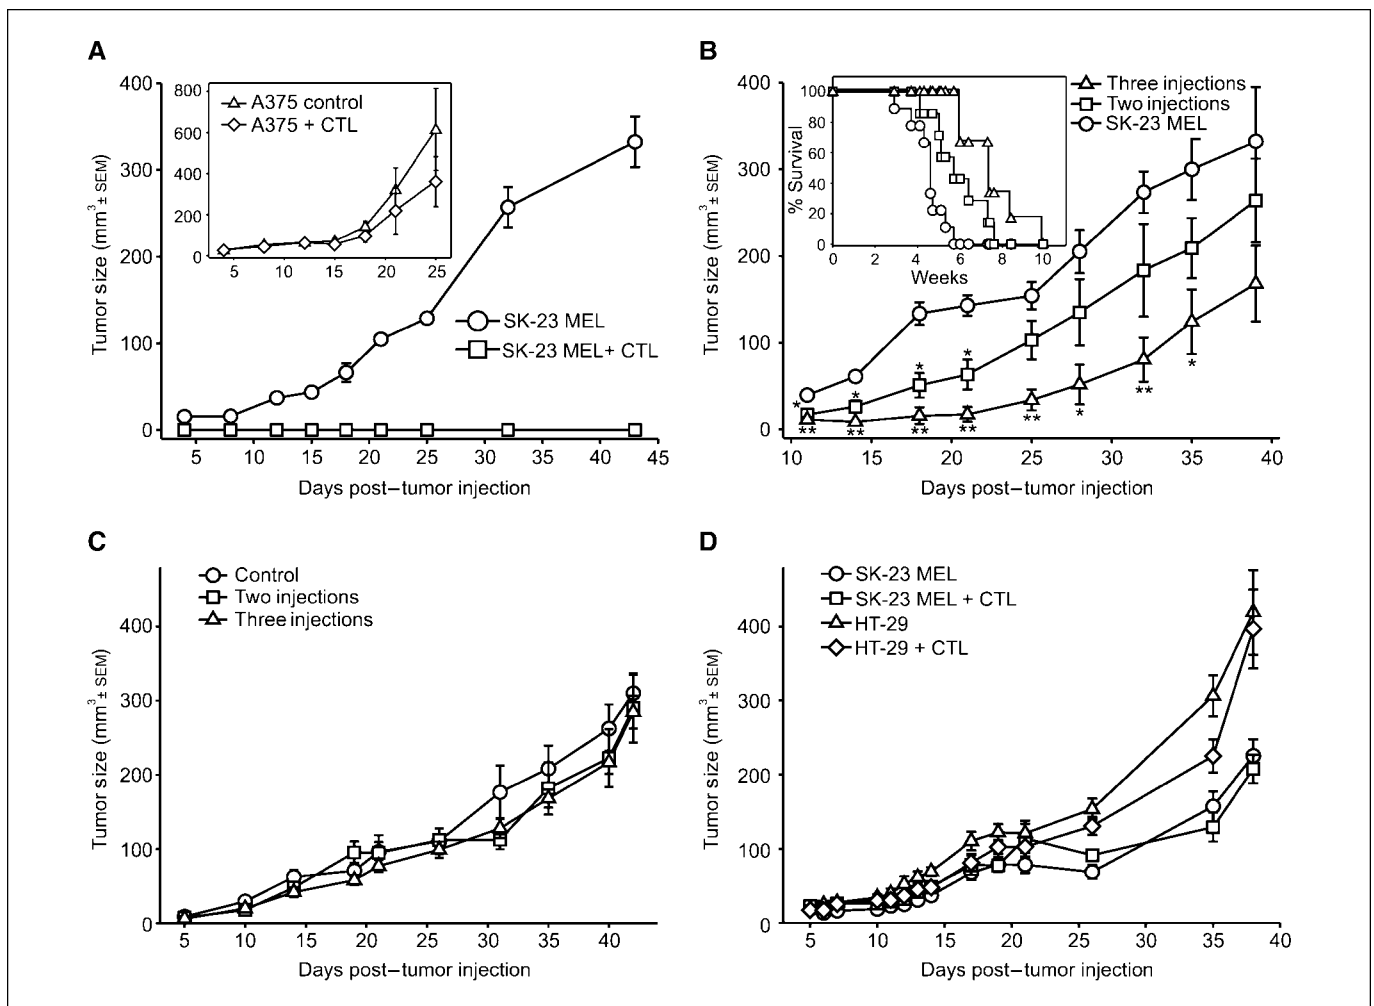 A
400
300
200
100
0
Tumor size (mm3 ± SEM)
5 10 15 20 25 30 35 40 45
Days post–tumor injection
SK-23 MEL
SK-23 MEL+ CTL
800
600
400
200
0
5 10 15 20 25
A375 control
A375 + CTL
B
400
300
200
100
0
Tumor size (mm3 ± SEM)
10 15 20 25 30 35 40
Days post–tumor injection
Three injections
Two injections
SK-23 MEL
% Survival
100
80
60
40
20
0
0 2 4 6 8 10
Weeks
* * * *
** ** ** ** ** * ** *
C
Control
Two injections
Three injections
400
300
200
100
0
Tumor size (mm3 ± SEM)
5 10 15 20 25 30 35 40
Days post–tumor injection
D
SK-23 MEL
SK-23 MEL + CTL
HT-29
HT-29 + CTL
400
300
200
100
0
Tumor size (mm3 ± SEM)
5 10 15 20 25 30 35 40
Days post–tumor injection